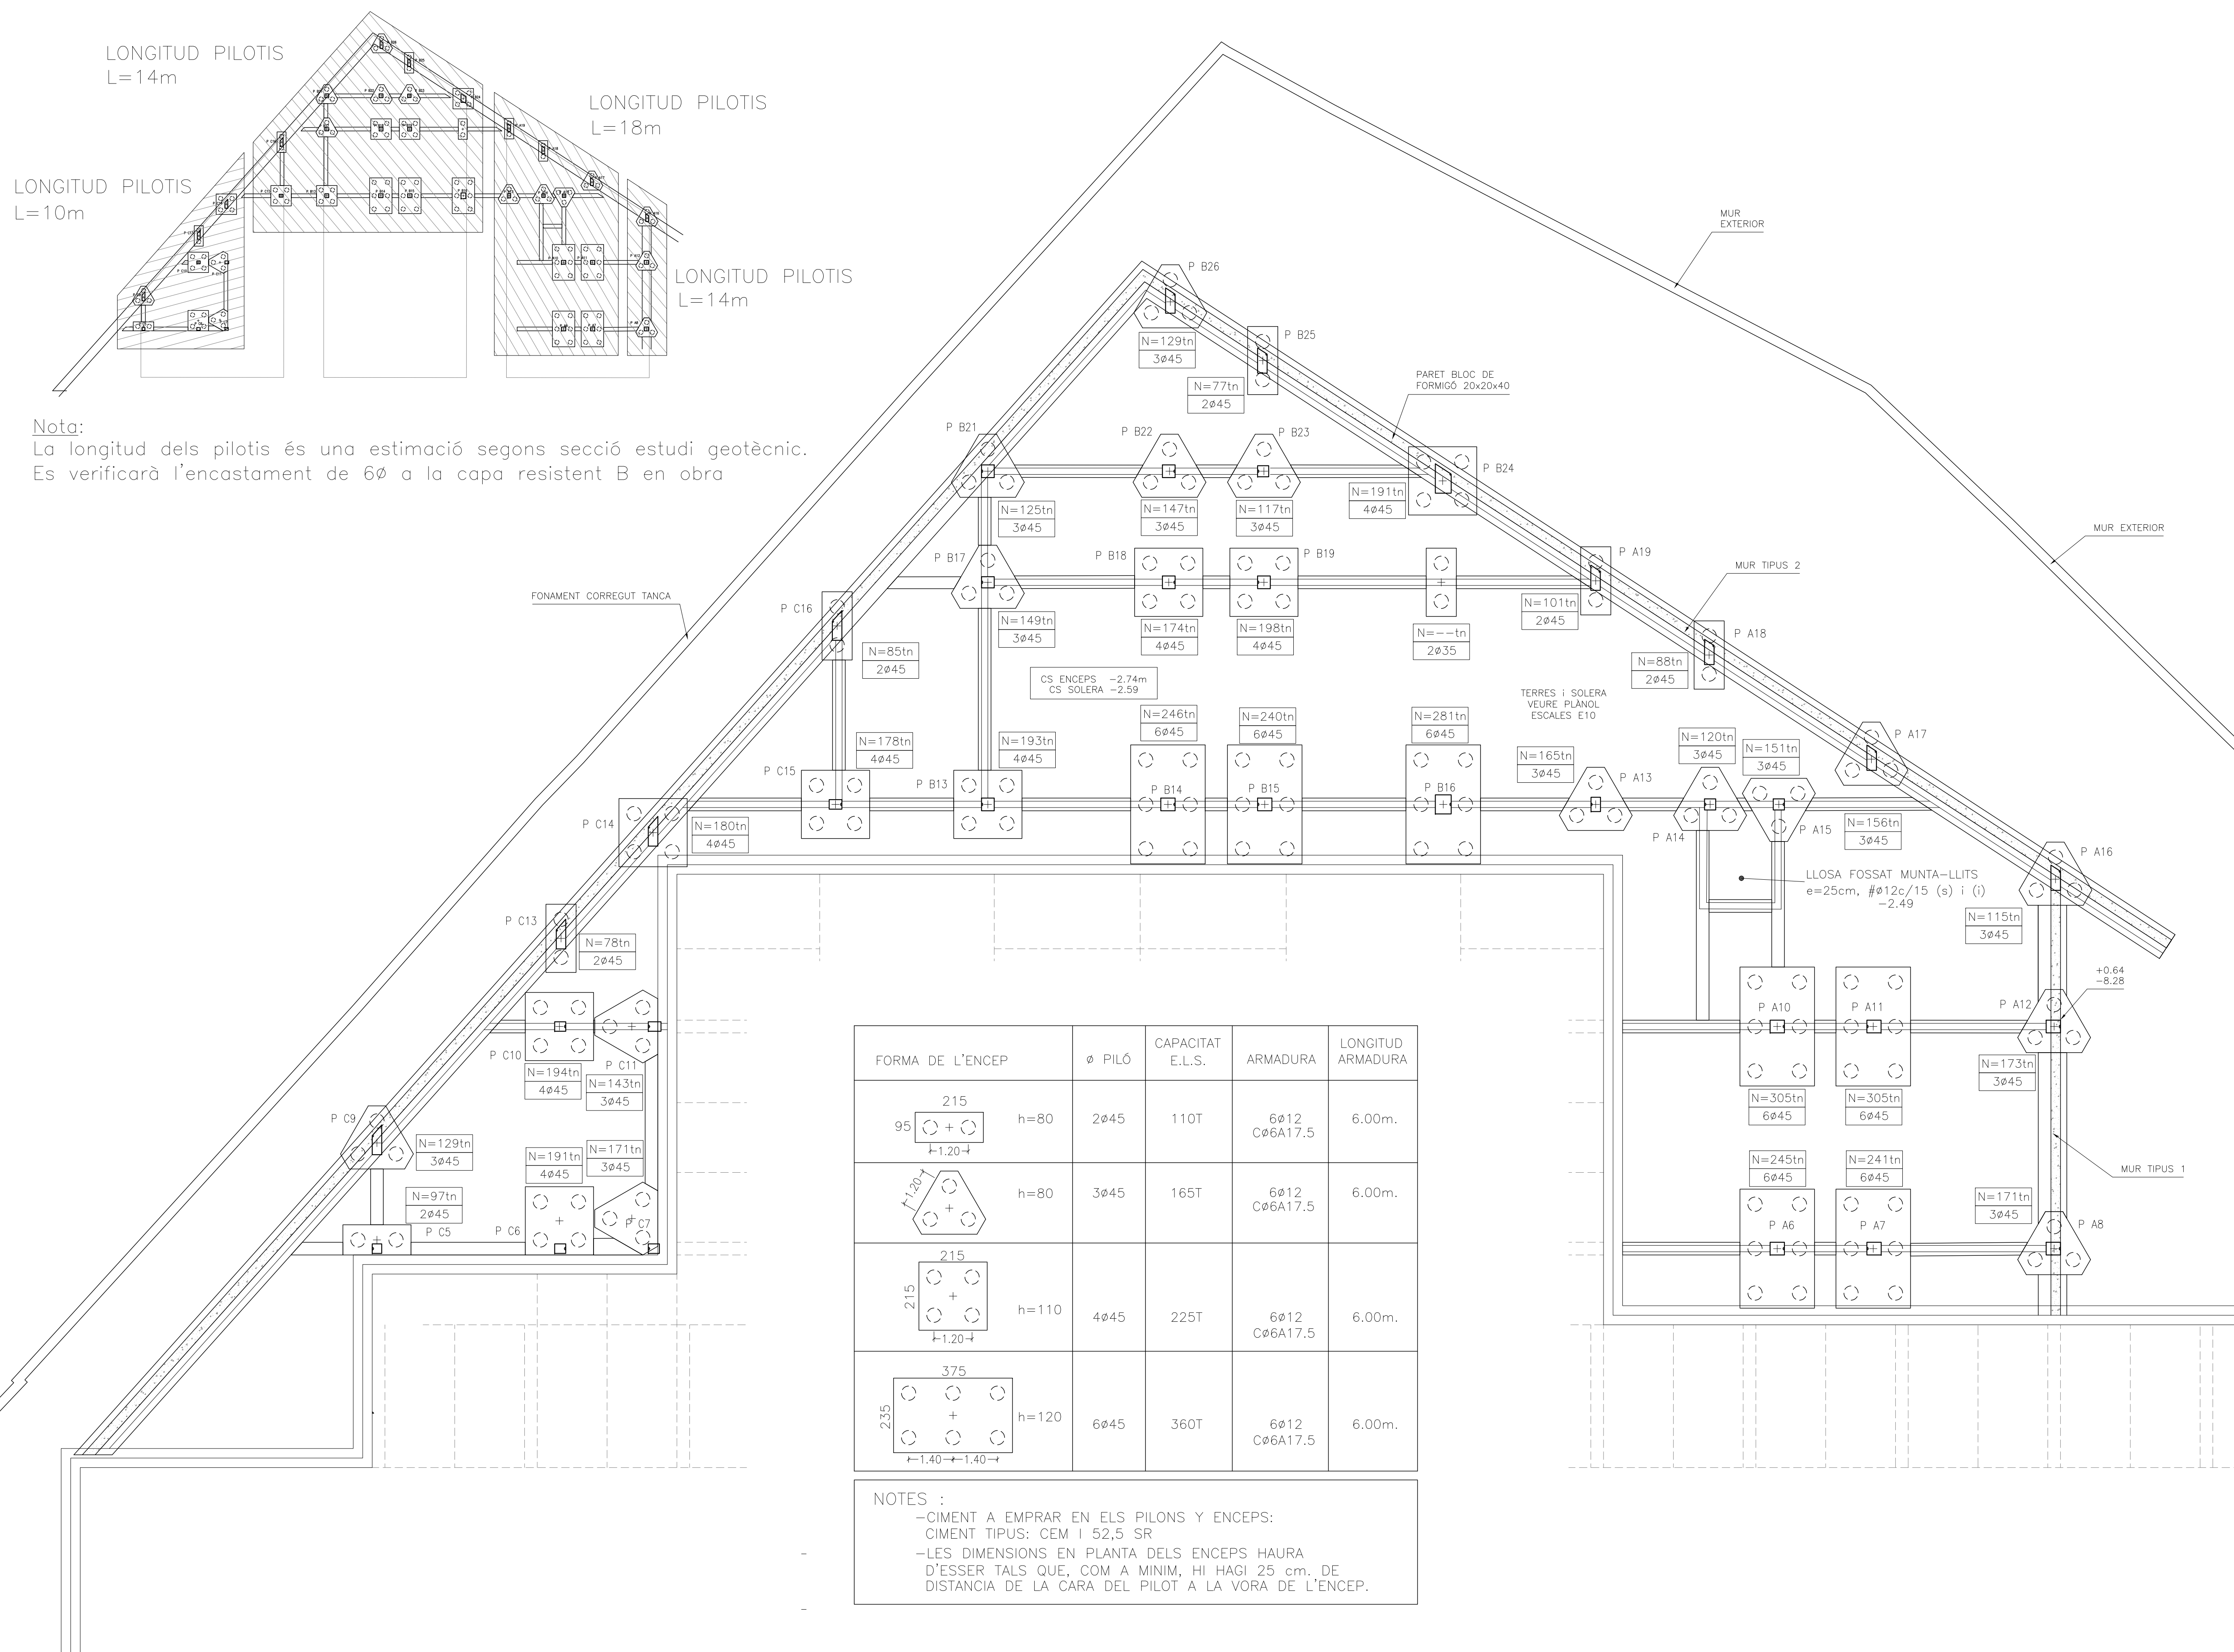 LONGITUD PILOTIS
L=14m
LONGITUD PILOTIS
L=18m
LONGITUD PILOTIS
L=10m
LONGITUD PILOTIS
L=14m
Nota:
La longitud dels pilotis és una estimació segons secció estudi geotècnic.
Es verificarà l'encastament de 6ø a la capa resistent B en obra
MUR
EXTERIOR
MUR EXTERIOR
FONAMENT CORREGUT TANCA
PARET BLOC DE
FORMIGÓ 20x20x40
MUR TIPUS 2
P B26
N=129tn
3ø45
P B25
N=77tn
2ø45
P B21
N=125tn
3ø45
P B22
N=147tn
3ø45
P B23
N=117tn
3ø45
P B24
N=191tn
4ø45
P B17
N=149tn
3ø45
P B18
N=174tn
4ø45
P B19
N=198tn
4ø45
N=--tn
2ø35
P A19
N=101tn
2ø45
P A18
N=88tn
2ø45
P C16
N=85tn
2ø45
CS ENCEPS -2.74m
CS SOLERA -2.59
TERRES i SOLERA
VEURE PLÀNOL
ESCALES E10
P C15
N=178tn
4ø45
P B13
N=193tn
4ø45
N=246tn
6ø45
P B14
N=240tn
6ø45
P B15
N=281tn
6ø45
P B16
N=165tn
3ø45
P A13
N=120tn
3ø45
P A14
N=151tn
3ø45
P A15
P A17
N=156tn
3ø45
P A16
N=115tn
3ø45
LLOSA FOSSAT MUNTA-LLITS
e=25cm, #ø12c/15 (s) i (i)
-2.49
P C14
N=180tn
4ø45
P C13
N=78tn
2ø45
P C10
N=194tn
4ø45
P C11
N=143tn
3ø45
P C9
N=129tn
3ø45
N=97tn
2ø45
P C5
N=191tn
4ø45
P C6
N=171tn
3ø45
P C7
+0.64
-8.28
P A10
N=305tn
6ø45
P A11
N=305tn
6ø45
P A12
N=173tn
3ø45
N=245tn
6ø45
P A6
N=241tn
6ø45
P A7
N=171tn
3ø45
P A8
MUR TIPUS 1
FORMA DE L'ENCEP
ø PILÓ
CAPACITAT
E.L.S.
ARMADURA
LONGITUD
ARMADURA
215
95
1.20
h=80
2ø45
110T
6ø12
Cø6A17.5
6.00m.
1.20
h=80
3ø45
165T
6ø12
Cø6A17.5
6.00m.
215
215
1.20
h=110
4ø45
225T
6ø12
Cø6A17.5
6.00m.
375
235
1.40 1.40
h=120
6ø45
360T
6ø12
Cø6A17.5
6.00m.
NOTES :
-CIMENT A EMPRAR EN ELS PILONS Y ENCEPS:
CIMENT TIPUS: CEM I 52,5 SR
-LES DIMENSIONS EN PLANTA DELS ENCEPS HAURA
D'ESSER TALS QUE, COM A MINIM, HI HAGI 25 cm. DE
DISTANCIA DE LA CARA DEL PILOT A LA VORA DE L'ENCEP.